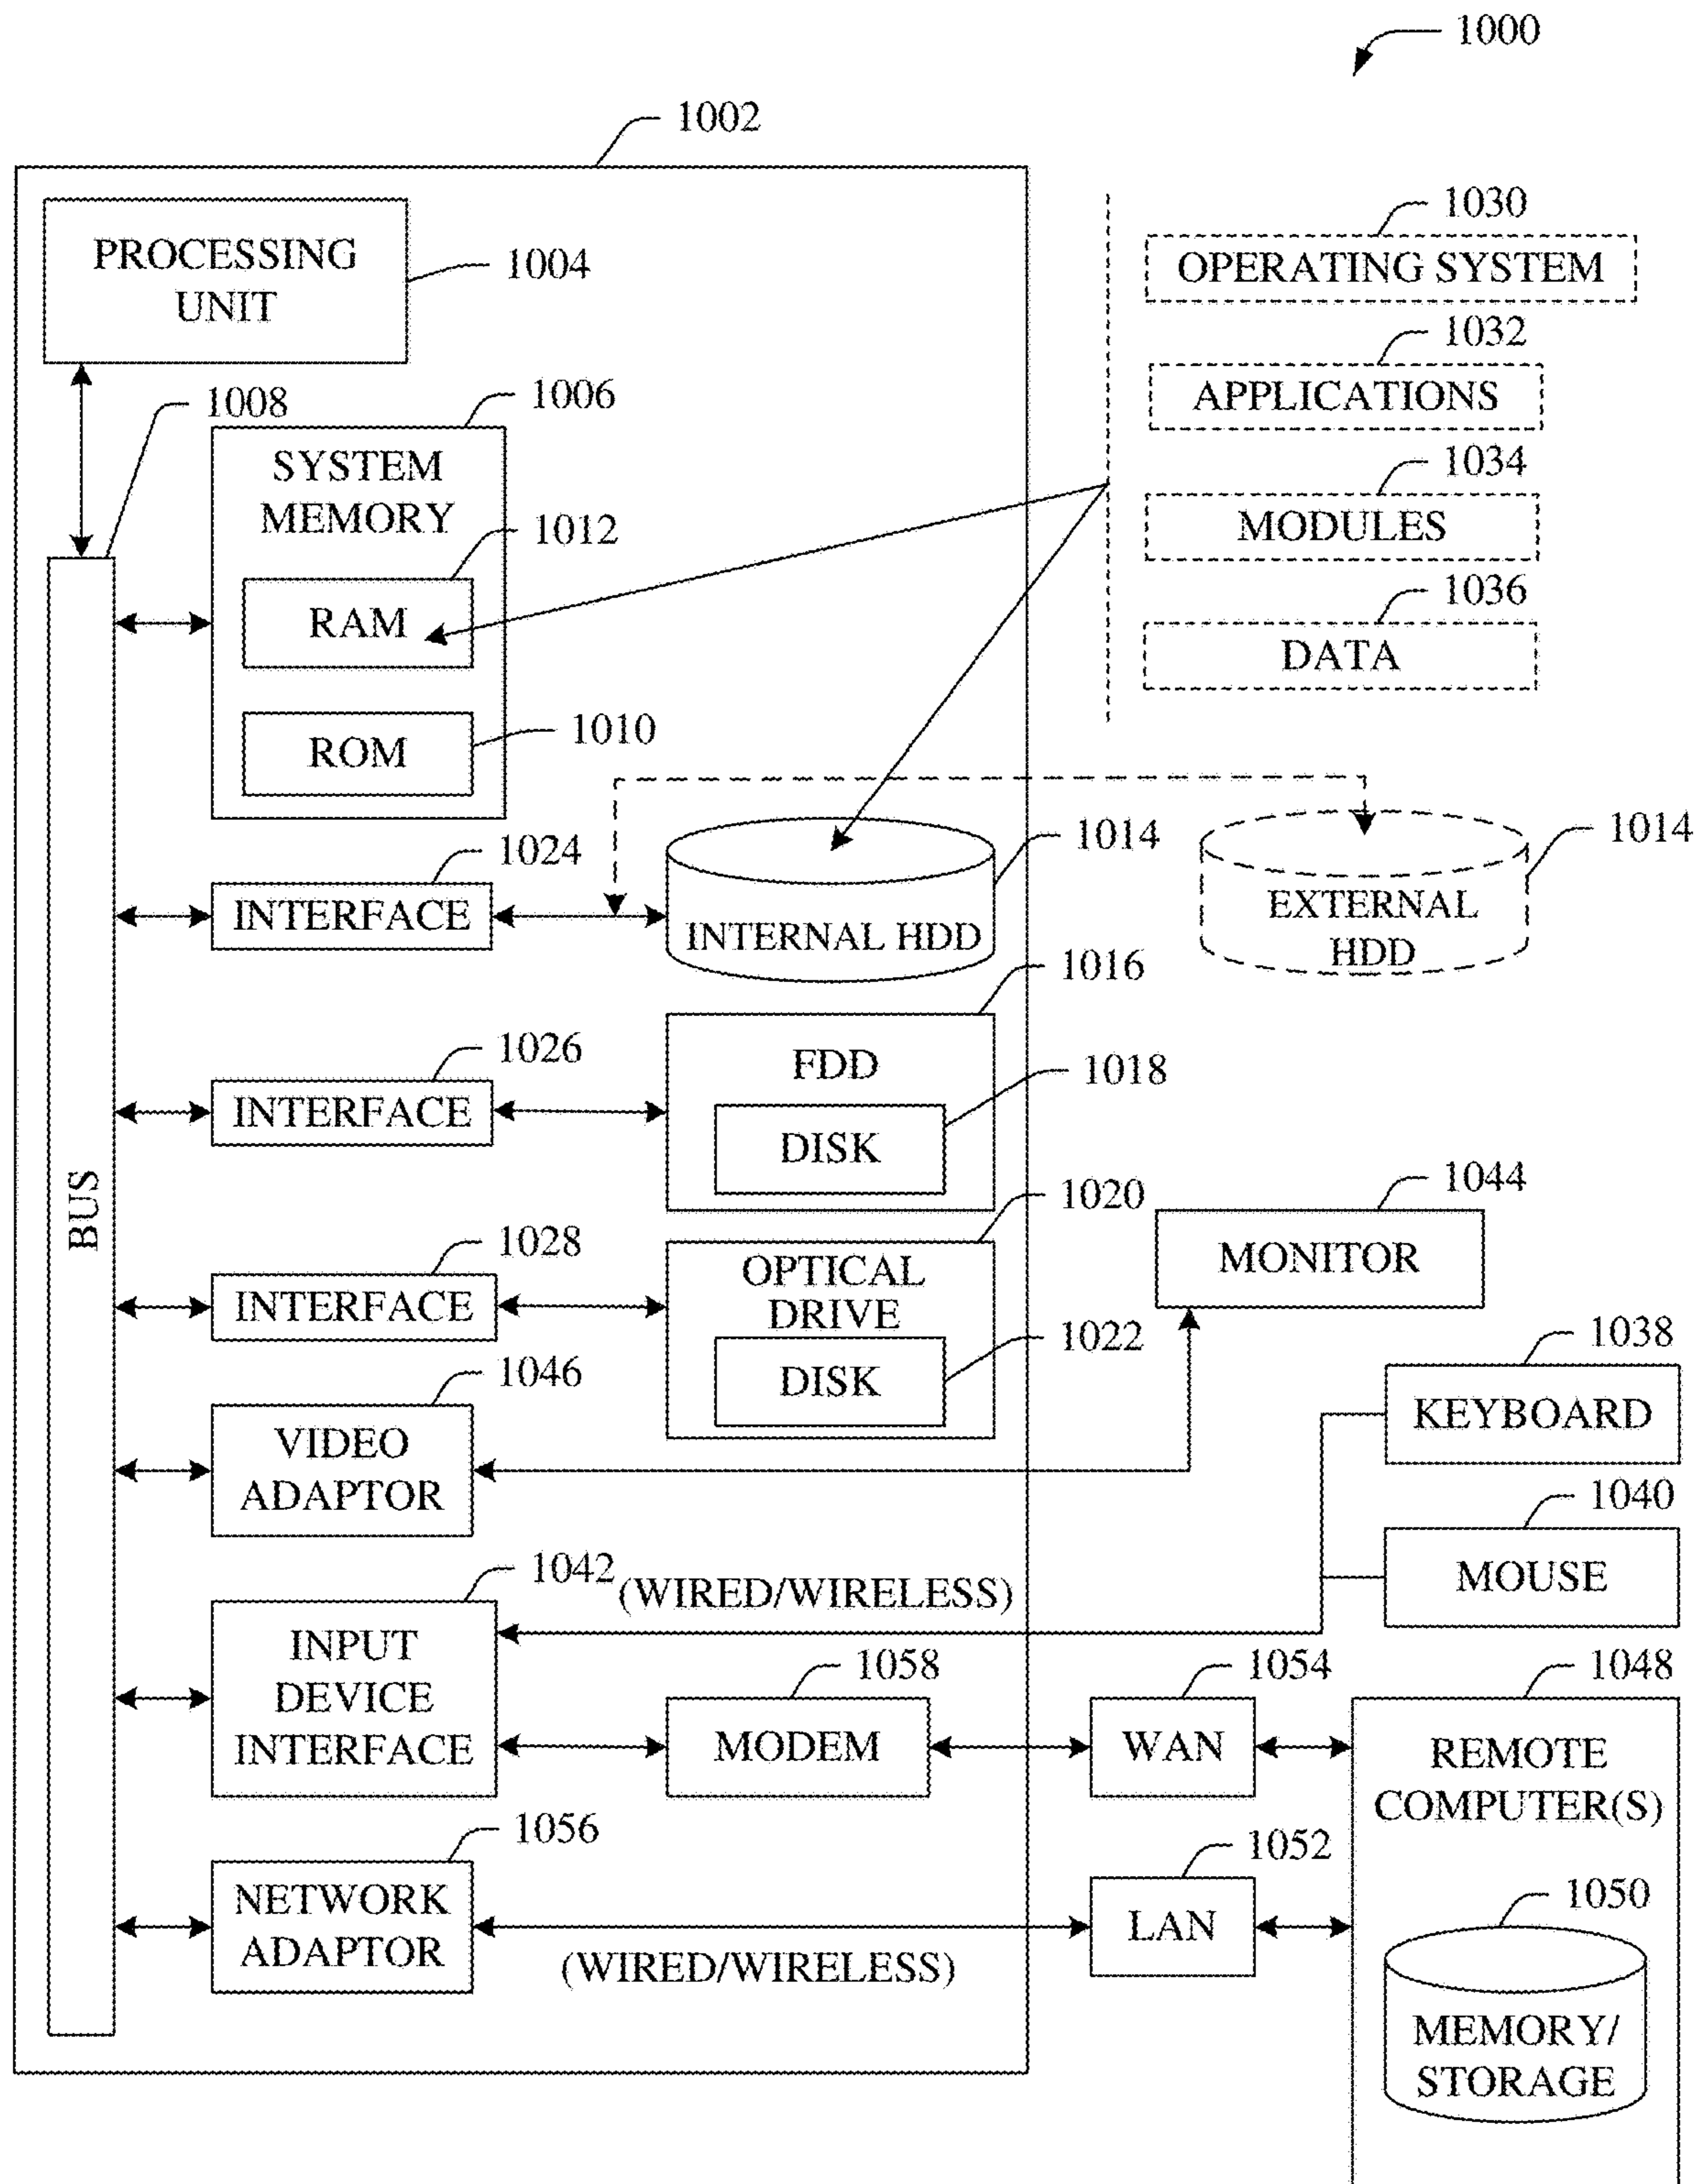 1000
1002
PROCESSING
UNIT
1004
1030
OPERATING SYSTEM
1032
APPLICATIONS
1034
MODULES
1036
DATA
1008
1006
SYSTEM
MEMORY
1012
RAM
1010
ROM
1024
INTERFACE
1014
INTERNAL HDD
1014
EXTERNAL
HDD
1016
FDD
1026
INTERFACE
1018
DISK
BUS
1020
OPTICAL
DRIVE
1028
INTERFACE
1022
DISK
1044
MONITOR
1046
VIDEO
ADAPTOR
1038
KEYBOARD
1040
MOUSE
1042
(WIRED/WIRELESS)
INPUT
DEVICE
INTERFACE
1058
MODEM
1054
WAN
1048
REMOTE
COMPUTER(S)
1056
NETWORK
ADAPTOR
(WIRED/WIRELESS)
1052
LAN
1050
MEMORY/
STORAGE